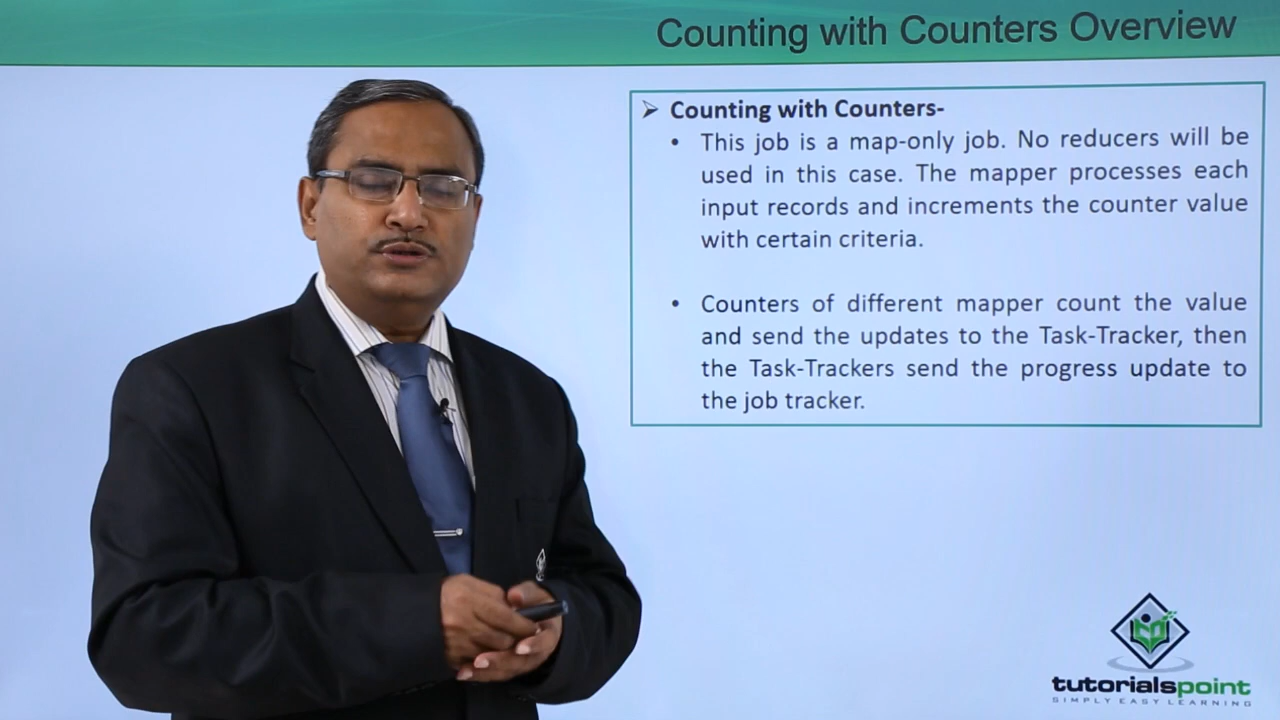 Counting with Counters Overview
➢ Counting with Counters-
• This job is a map-only job. No reducers will be
used in this case. The mapper processes each
input records and increments the counter value
with certain criteria.
• Counters of different mapper count the value
and send the updates to the Task-Tracker, then
the Task-Trackers send the progress update to
the job tracker.
tutorialspoint
SIMPLY EASY LEARNING